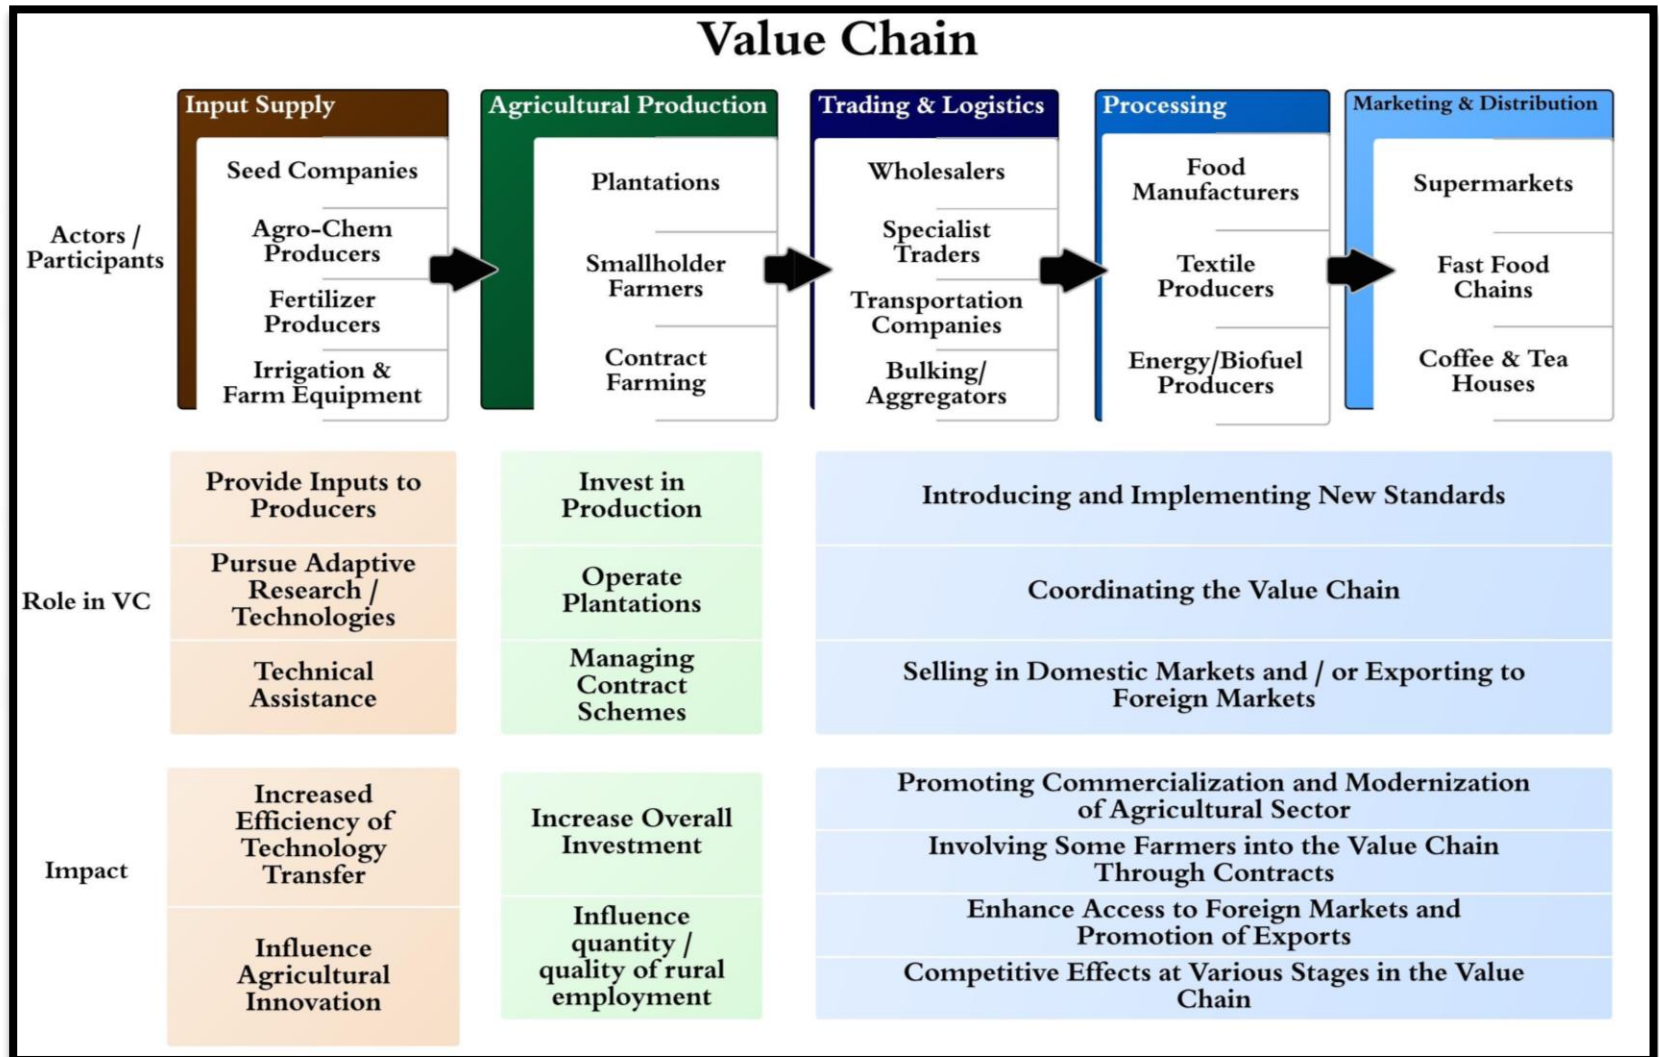 Value Chain
Input Supply
Agricultural Production
Trading & Logistics
Processing
Marketing & Distribution
Actors /
Participants
Seed Companies
Agro-Chem
Producers
Fertilizer
Producers
Irrigation &
Farm Equipment
Plantations
Smallholder
Farmers
Contract
Farming
Wholesalers
Specialist
Traders
Transportation
Companies
Bulking/
Aggregators
Food
Manufacturers
Textile
Producers
Energy/Biofuel
Producers
Supermarkets
Fast Food
Chains
Coffee & Tea
Houses
Role in VC
Provide Inputs to
Producers
Pursue Adaptive
Research /
Technologies
Technical
Assistance
Invest in
Production
Operate
Plantations
Managing
Contract
Schemes
Introducing and Implementing New Standards
Coordinating the Value Chain
Selling in Domestic Markets and / or Exporting to
Foreign Markets
Impact
Increased
Efficiency of
Technology
Transfer
Influence
Agricultural
Innovation
Increase Overall
Investment
Influence
quantity /
quality of rural
employment
Promoting Commercialization and Modernization
of Agricultural Sector
Involving Some Farmers into the Value Chain
Through Contracts
Enhance Access to Foreign Markets and
Promotion of Exports
Competitive Effects at Various Stages in the Value
Chain